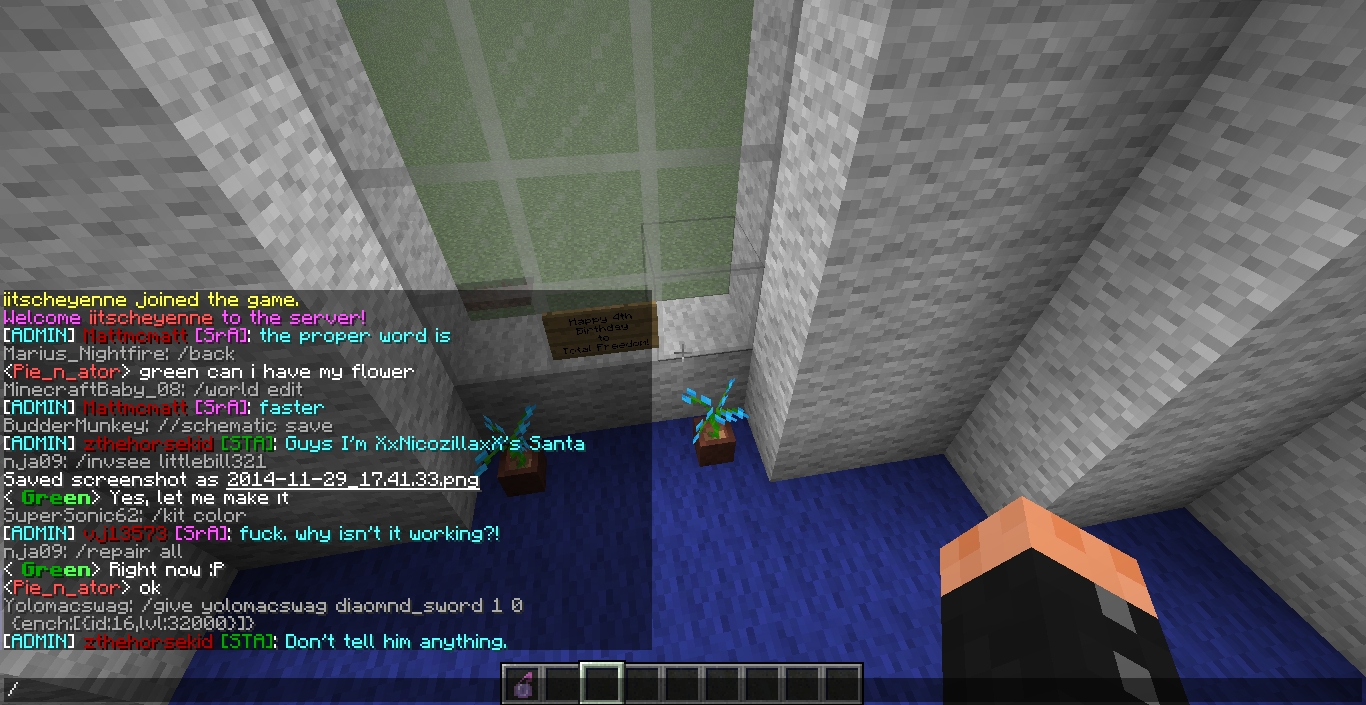 iitscheyenne joined the game.
Welcome iitscheyenne to the server!
[ADMIN] Mattmcmatt [SrA]: the proper word is
Marius_Nightfire: /back
<Pie_n_ator> green can i have my flower
MinecraftBaby_08: /world edit
[ADMIN] Mattmcmatt [SrA]: faster
BudderMunkey: //schematic save
[ADMIN] zthehorsekid [STA]: Guys I'm XxNicozillaxX's Santa
n.ja09: /invsee littlebill321
Saved screenshot as 2014-11-29_17.41.33.png
< Green> Yes, let me make it
SuperSonic62: /kit color
[ADMIN] v.j13573 [SrA]: fuck. why isn't it working?!
n.ja09: /repair all
< Green> Right now :P
<Pie_n_ator> ok
Yolomacswag: /give yolomacswag diaomnd_sword 1 0
{ench:[{id:16,lvl:32000}]}
[ADMIN] zthehorsekid [STA]: Don't tell him anything.
/
Happy 4th
Birthday
to
Total Freedom!